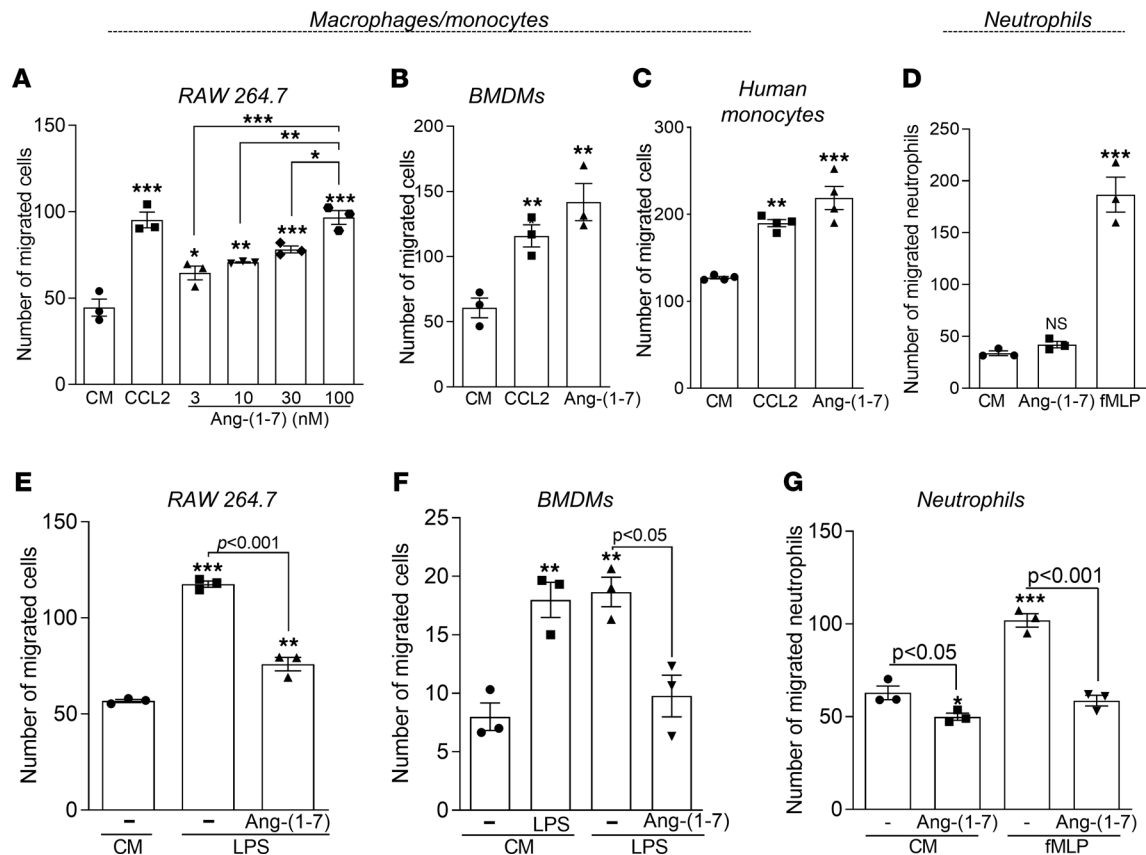 Macrophages/monocytes
Neutrophils
A
RAW 264.7
Number of migrated cells
150
100
50
0
***
*
**
***
***
***
**
*
CM
CCL2
3
10
30
100
Ang-(1-7) (nM)
B
BMDMs
Number of migrated cells
200
150
100
50
0
**
**
CM
CCL2
Ang-(1-7)
C
Human
monocytes
Number of migrated cells
300
200
100
0
**
***
CM
CCL2
Ang-(1-7)
D
Number of migrated neutrophils
250
200
150
100
50
0
NS
***
CM
Ang-(1-7)
fMLP
E
RAW 264.7
Number of migrated cells
150
100
50
0
***
p<0.001
**
-
-
Ang-(1-7)
CM
LPS
F
BMDMs
Number of migrated cells
25
20
15
10
5
0
**
**
p<0.05
-
LPS
-
Ang-(1-7)
CM
LPS
G
Neutrophils
Number of migrated neutrophils
150
100
50
0
p<0.05
*
***
p<0.001
-
Ang-(1-7)
-
Ang-(1-7)
CM
fMLP